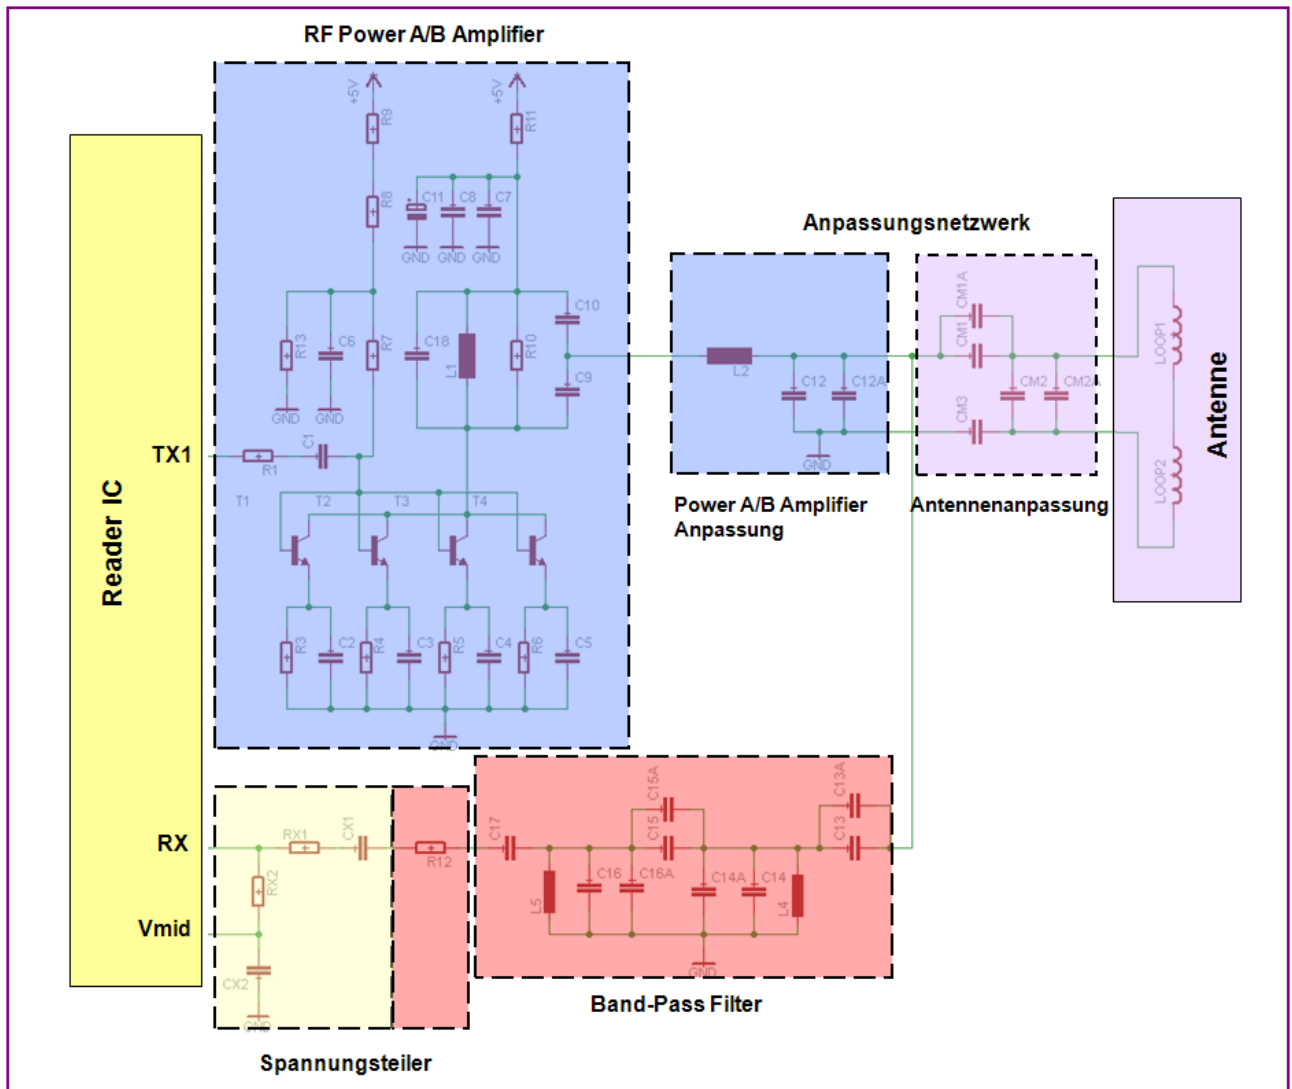 RF Power A/B Amplifier
+5V
+5V
R9
R11
R8
C11
C8
C7
GND
GND
GND
Anpassungsnetzwerk
C10
CM1A
R13
C6
R7
C18
L1
R10
CM1
LOOP1
L2
C9
C12
C12A
CM2
CM2A
GND
GND
CM3
Antenne
TX1
R1
C1
GND
LOOP2
T1
T2
T3
T4
Power A/B Amplifier
Anpassung
Antennenanpassung
Reader IC
R3
C2
R4
C3
R5
C4
R6
C5
GND
C15A
C13A
RX
RX1
CX1
R12
C17
C15
C13
RX2
L5
C16
C16A
C14A
C14
L4
Vmid
CX2
GND
GND
Band-Pass Filter
Spannungsteiler